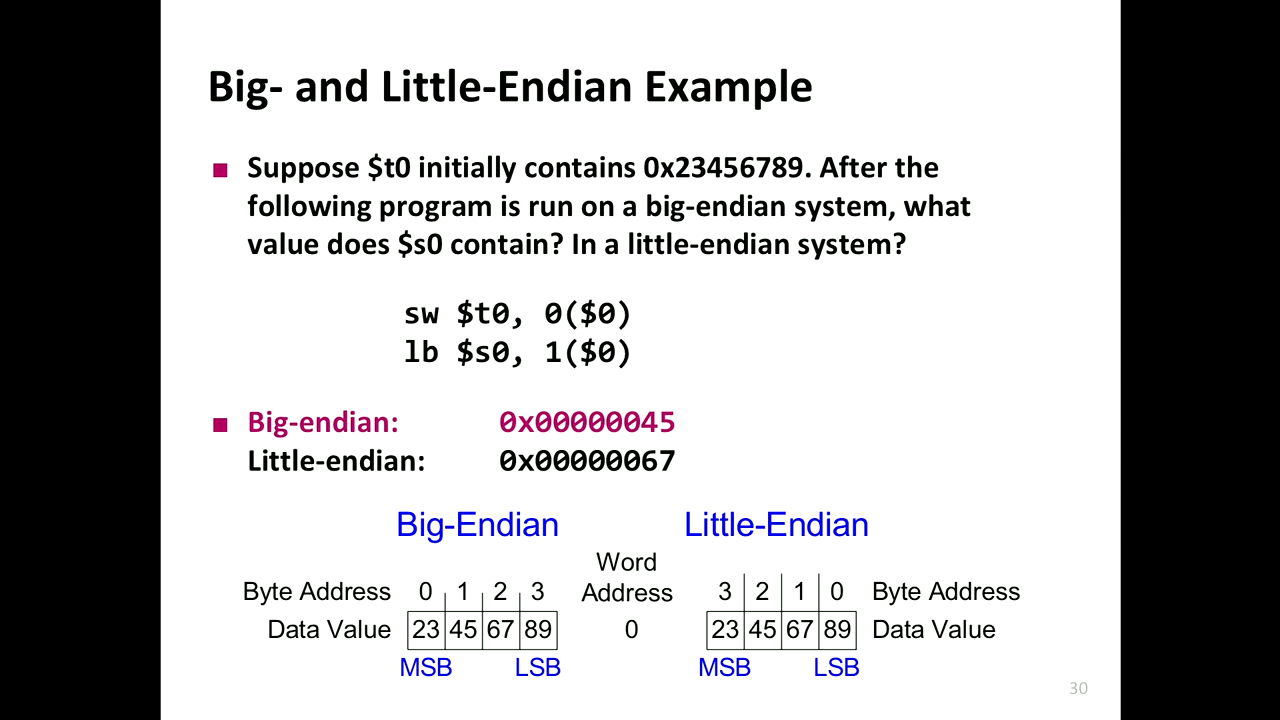 Big- and Little-Endian Example
■ Suppose $t0 initially contains 0x23456789. After the
following program is run on a big-endian system, what
value does $s0 contain? In a little-endian system?
sw $t0, 0($0)
lb $s0, 1($0)
■ Big-endian: 0x00000045
Little-endian: 0x00000067
Big-Endian Little-Endian
Word
Byte Address 0 1 2 3 Address 3 2 1 0 Byte Address
Data Value 23 45 67 89 0 23 45 67 89 Data Value
MSB LSB MSB LSB
30